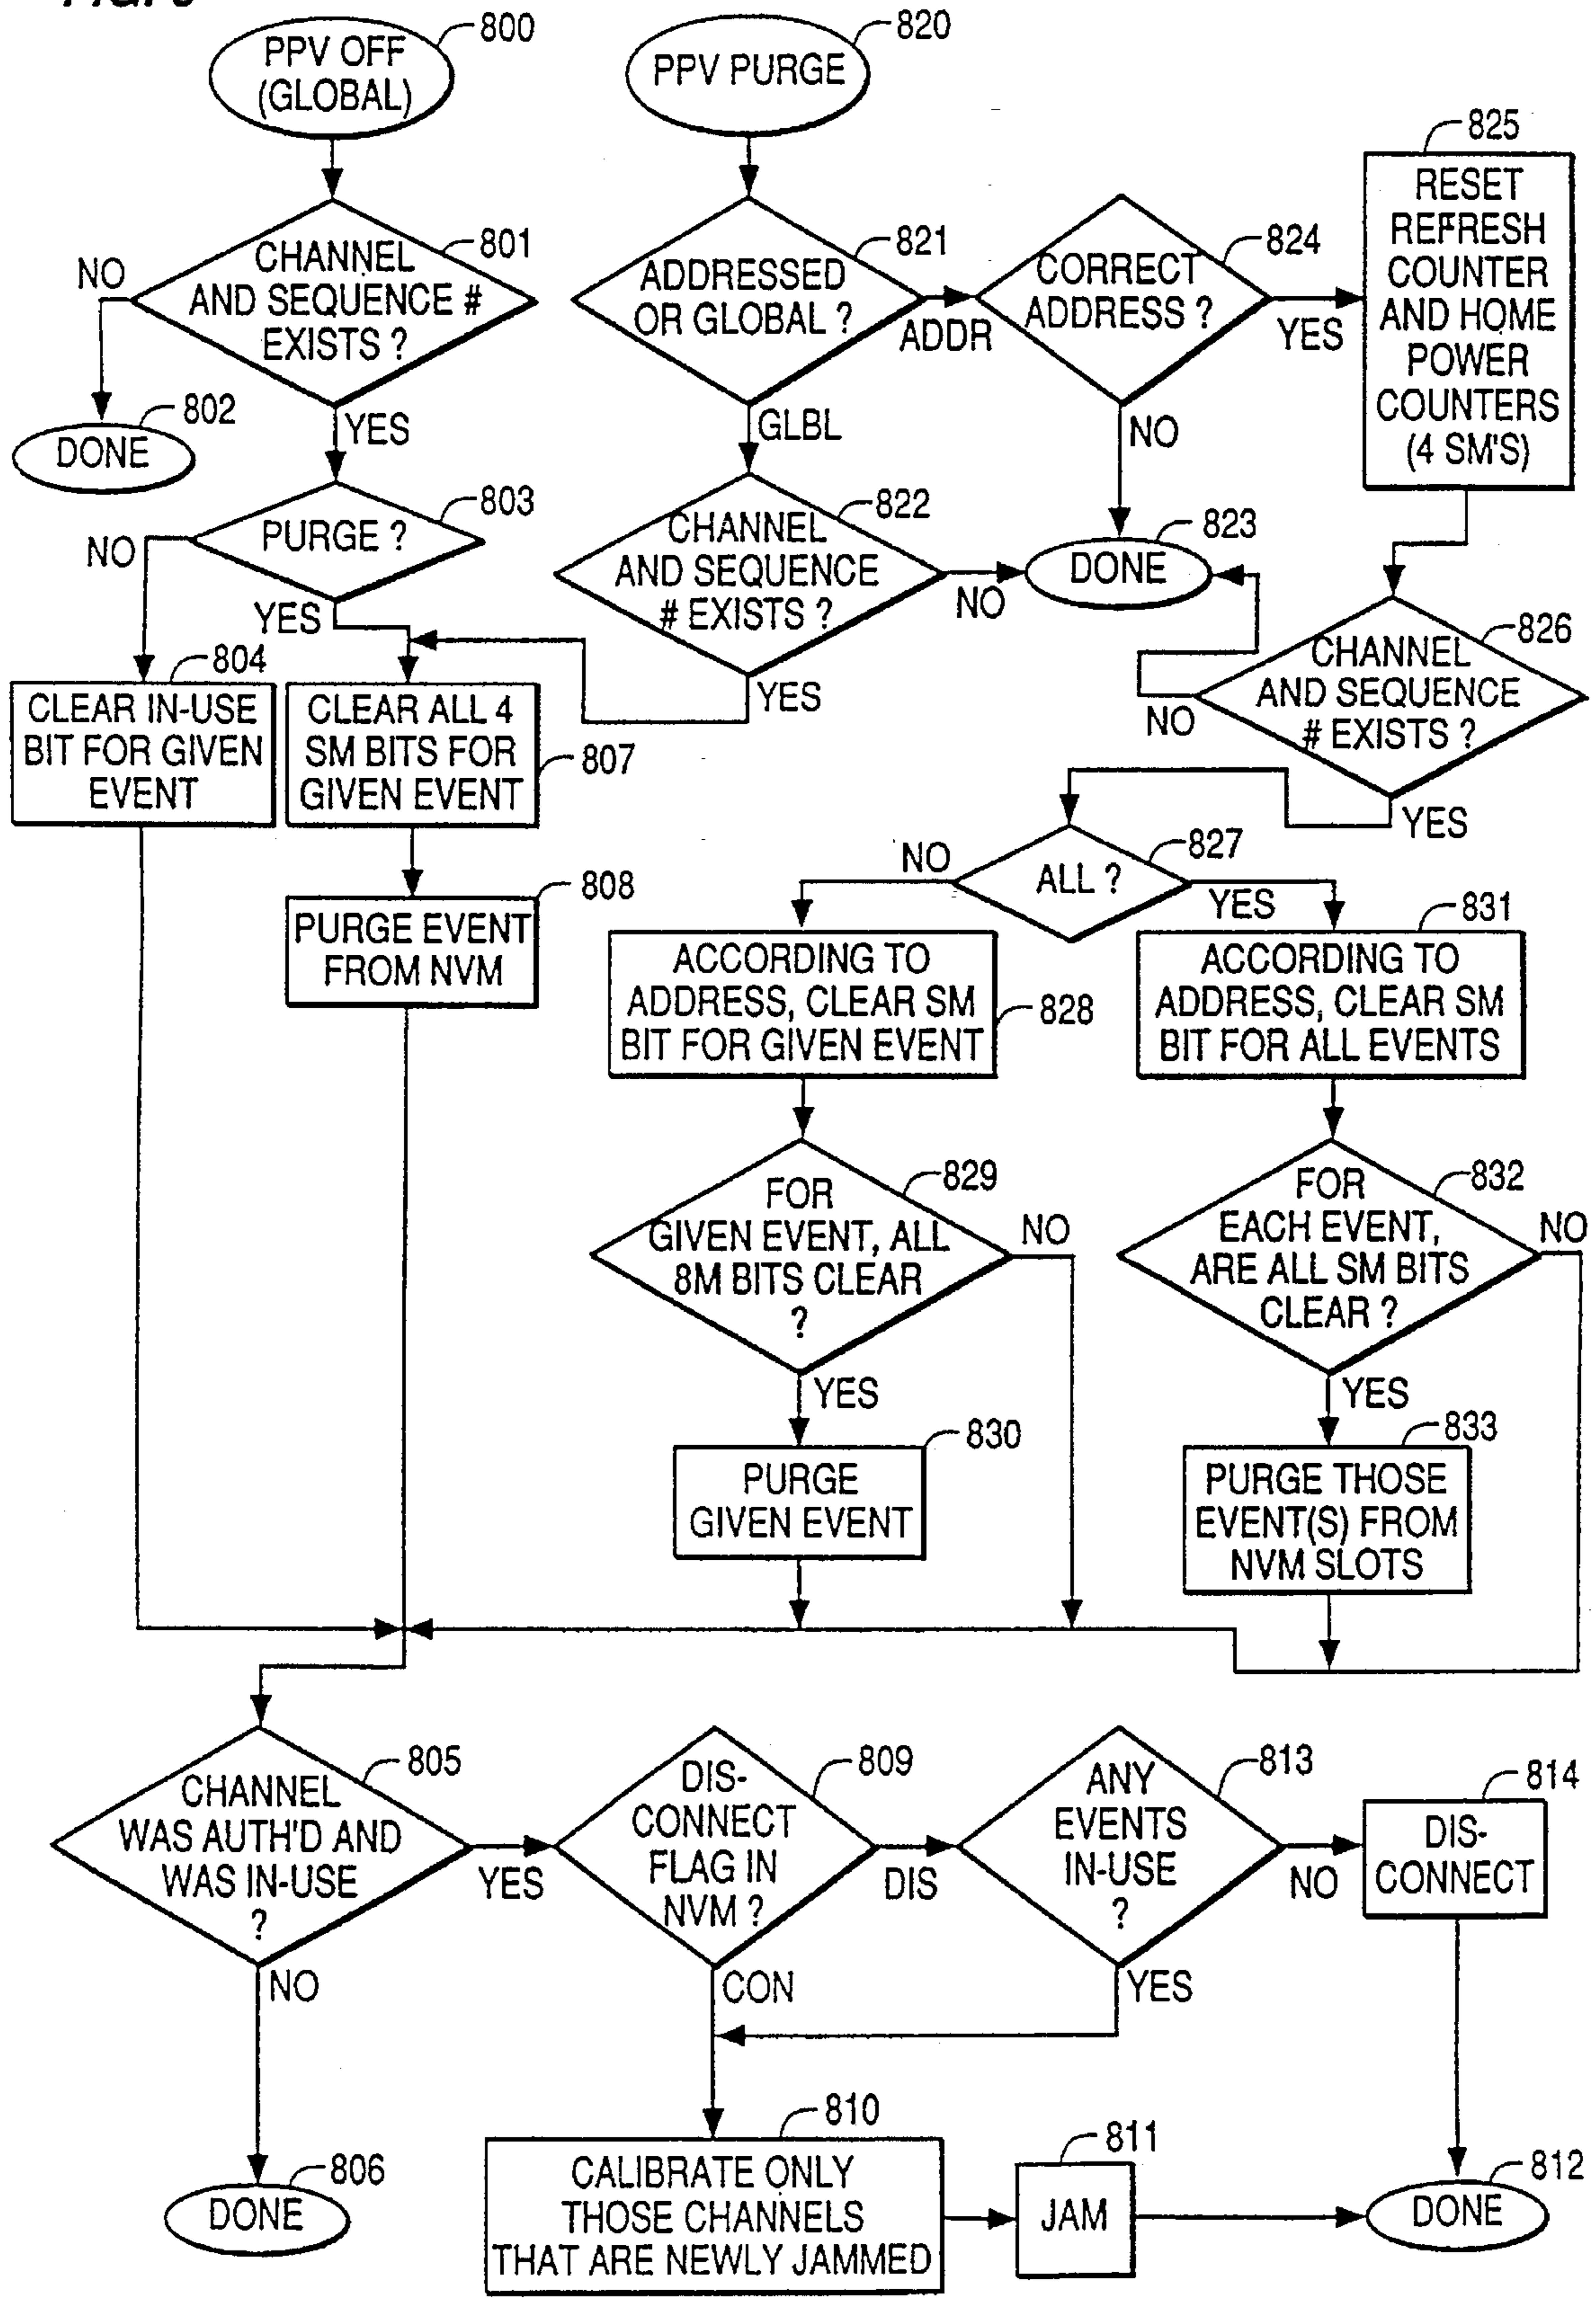 PPV OFF
(GLOBAL)
800
PPV PURGE
820
CHANNEL
AND SEQUENCE #
EXISTS ?
801
NO
YES
DONE
802
PURGE ?
803
NO
YES
CLEAR IN-USE
BIT FOR GIVEN
EVENT
804
CLEAR ALL 4
SM BITS FOR
GIVEN EVENT
807
PURGE EVENT
FROM NVM
808
ADDRESSED
OR GLOBAL ?
821
ADDR
GLBL
CORRECT
ADDRESS ?
824
YES
NO
RESET
REFRESH
COUNTER
AND HOME
POWER
COUNTERS
(4 SM'S)
825
CHANNEL
AND SEQUENCE
# EXISTS ?
822
NO
YES
DONE
823
CHANNEL
AND SEQUENCE
# EXISTS ?
826
NO
YES
ALL ?
827
NO
YES
ACCORDING TO
ADDRESS, CLEAR SM
BIT FOR GIVEN EVENT
828
ACCORDING TO
ADDRESS, CLEAR SM
BIT FOR ALL EVENTS
831
FOR
GIVEN EVENT, ALL
8M BITS CLEAR
?
829
NO
YES
FOR
EACH EVENT,
ARE ALL SM BITS
CLEAR ?
832
NO
YES
PURGE
GIVEN EVENT
830
PURGE THOSE
EVENT(S) FROM
NVM SLOTS
833
CHANNEL
WAS AUTH'D AND
WAS IN-USE
?
805
YES
NO
DIS-
CONNECT
FLAG IN
NVM ?
809
DIS
CON
ANY
EVENTS
IN-USE
?
813
NO
YES
DIS-
CONNECT
814
DONE
806
CALIBRATE ONLY
THOSE CHANNELS
THAT ARE NEWLY JAMMED
810
JAM
811
DONE
812